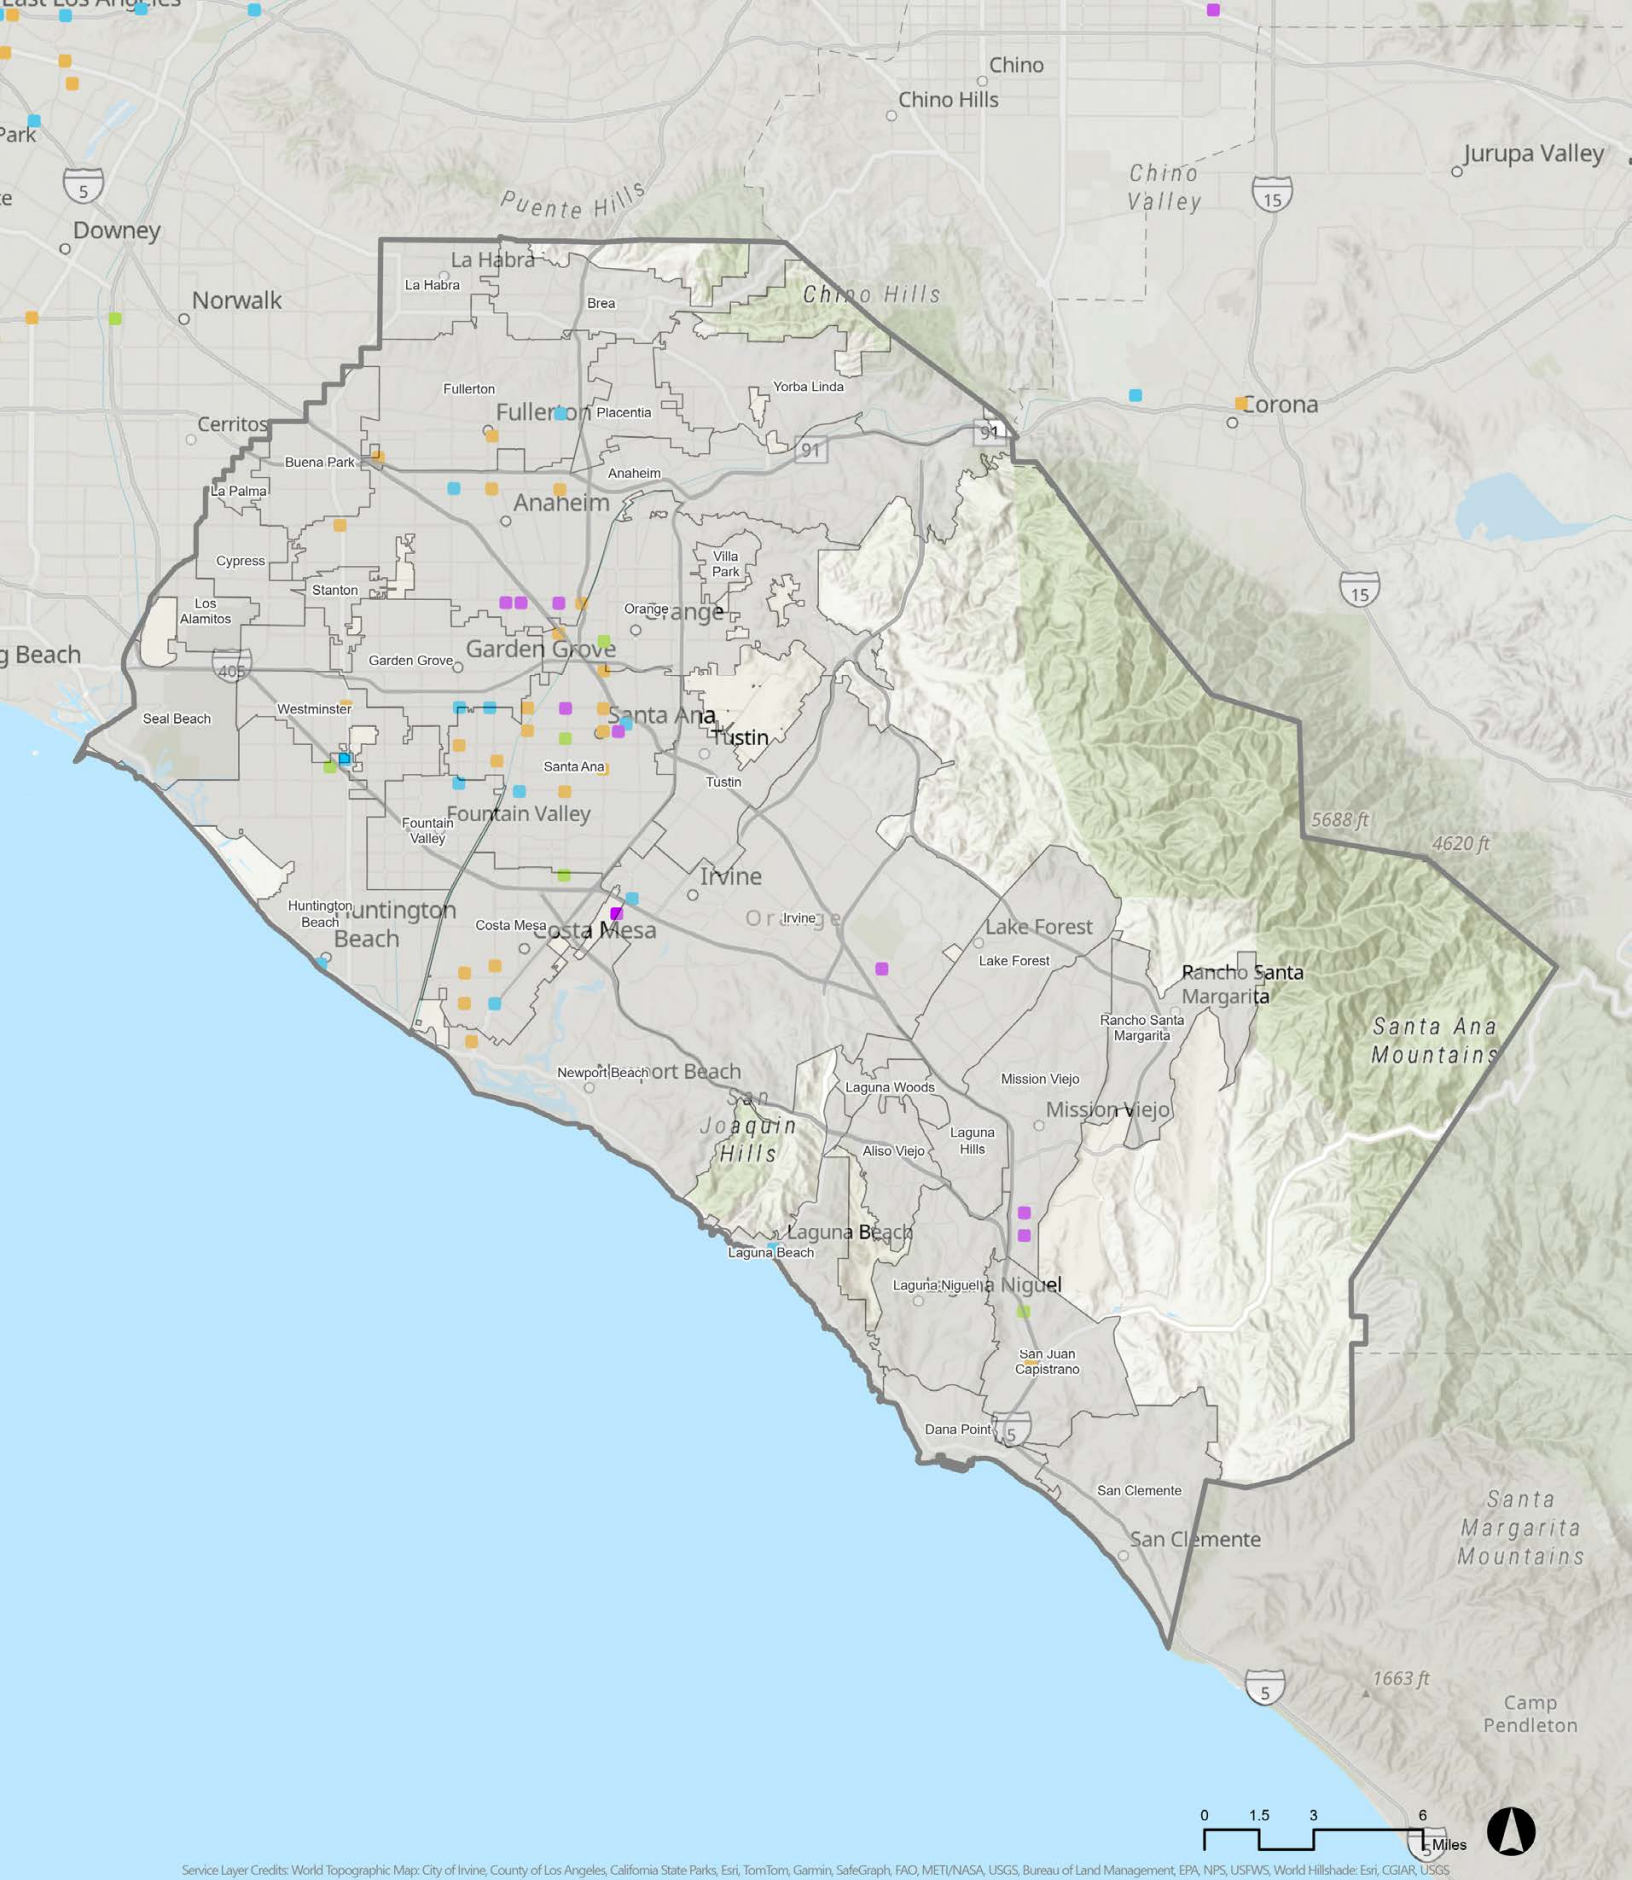 East Los Angeles
Chino
Chino Hills
Park
Jurupa Valley
Chino
Valley
5
15
Puente Hills
Downey
La Habra
La Habra
Chino Hills
Norwalk
Brea
Fullerton
Yorba Linda
Corona
Fullerton
Placentia
Cerritos
91
91
Buena Park
Anaheim
La Palma
Anaheim
Cypress
Villa
Park
Stanton
15
Los
Alamitos
Orange
Orange
Garden Grove
g Beach
Garden Grove
405
Westminster
Seal Beach
Santa Ana
Tustin
Santa Ana
Tustin
Fountain Valley
5688 ft
Fountain
Valley
4620 ft
Irvine
Huntington
Beach
Huntington
Beach
Costa Mesa
Costa Mesa
Orange
Irvine
Lake Forest
Lake Forest
Rancho Santa
Margarita
Rancho Santa
Margarita
Santa Ana
Mountains
Newport Beach
Newport Beach
Laguna Woods
Mission Viejo
San
Joaquin
Hills
Mission Viejo
Laguna
Hills
Aliso Viejo
Laguna Beach
Laguna Beach
Laguna Niguel
Laguna Niguel
San Juan
Capistrano
Dana Point
5
San Clemente
Santa
Margarita
Mountains
San Clemente
1663 ft
5
Camp
Pendleton
0 1.5 3 6
Miles
5
Service Layer Credits: World Topographic Map: City of Irvine, County of Los Angeles, California State Parks, Esri, TomTom, Garmin, SafeGraph, FAO, METI/NASA, USGS, Bureau of Land Management, EPA, NPS, USFWS, World Hillshade: Esri, CGIAR, USGS